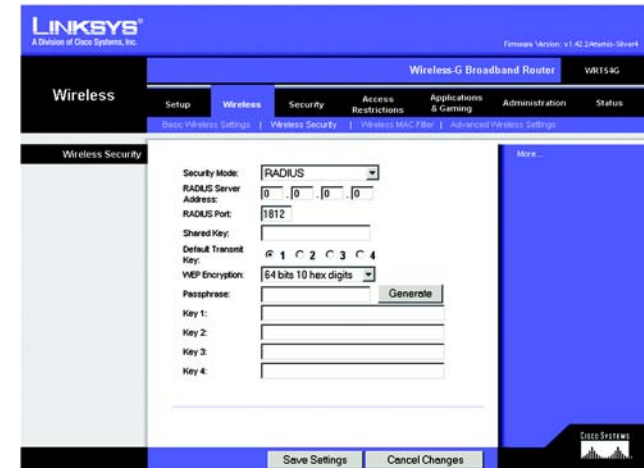 LINKSYS®
A Division of Cisco Systems, Inc.
Firmware Version: v1.42.2
Wireless-G Broadband Router WRT54G
Wireless
Setup Wireless Security Access Restrictions Applications & Gaming Administration Status
Basic Wireless Settings | Wireless Security | Wireless MAC Filter | Advanced Wireless Settings
Wireless Security
More...
Security Mode: RADIUS
RADIUS Server Address: 0 . 0 . 0 . 0
RADIUS Port: 1812
Shared Key:
Default Transmit Key: 1 2 3 4
WEP Encryption: 64 bits 10 hex digits
Passphrase: Generate
Key 1:
Key 2:
Key 3:
Key 4:
CISCO SYSTEMS
Save Settings Cancel Changes